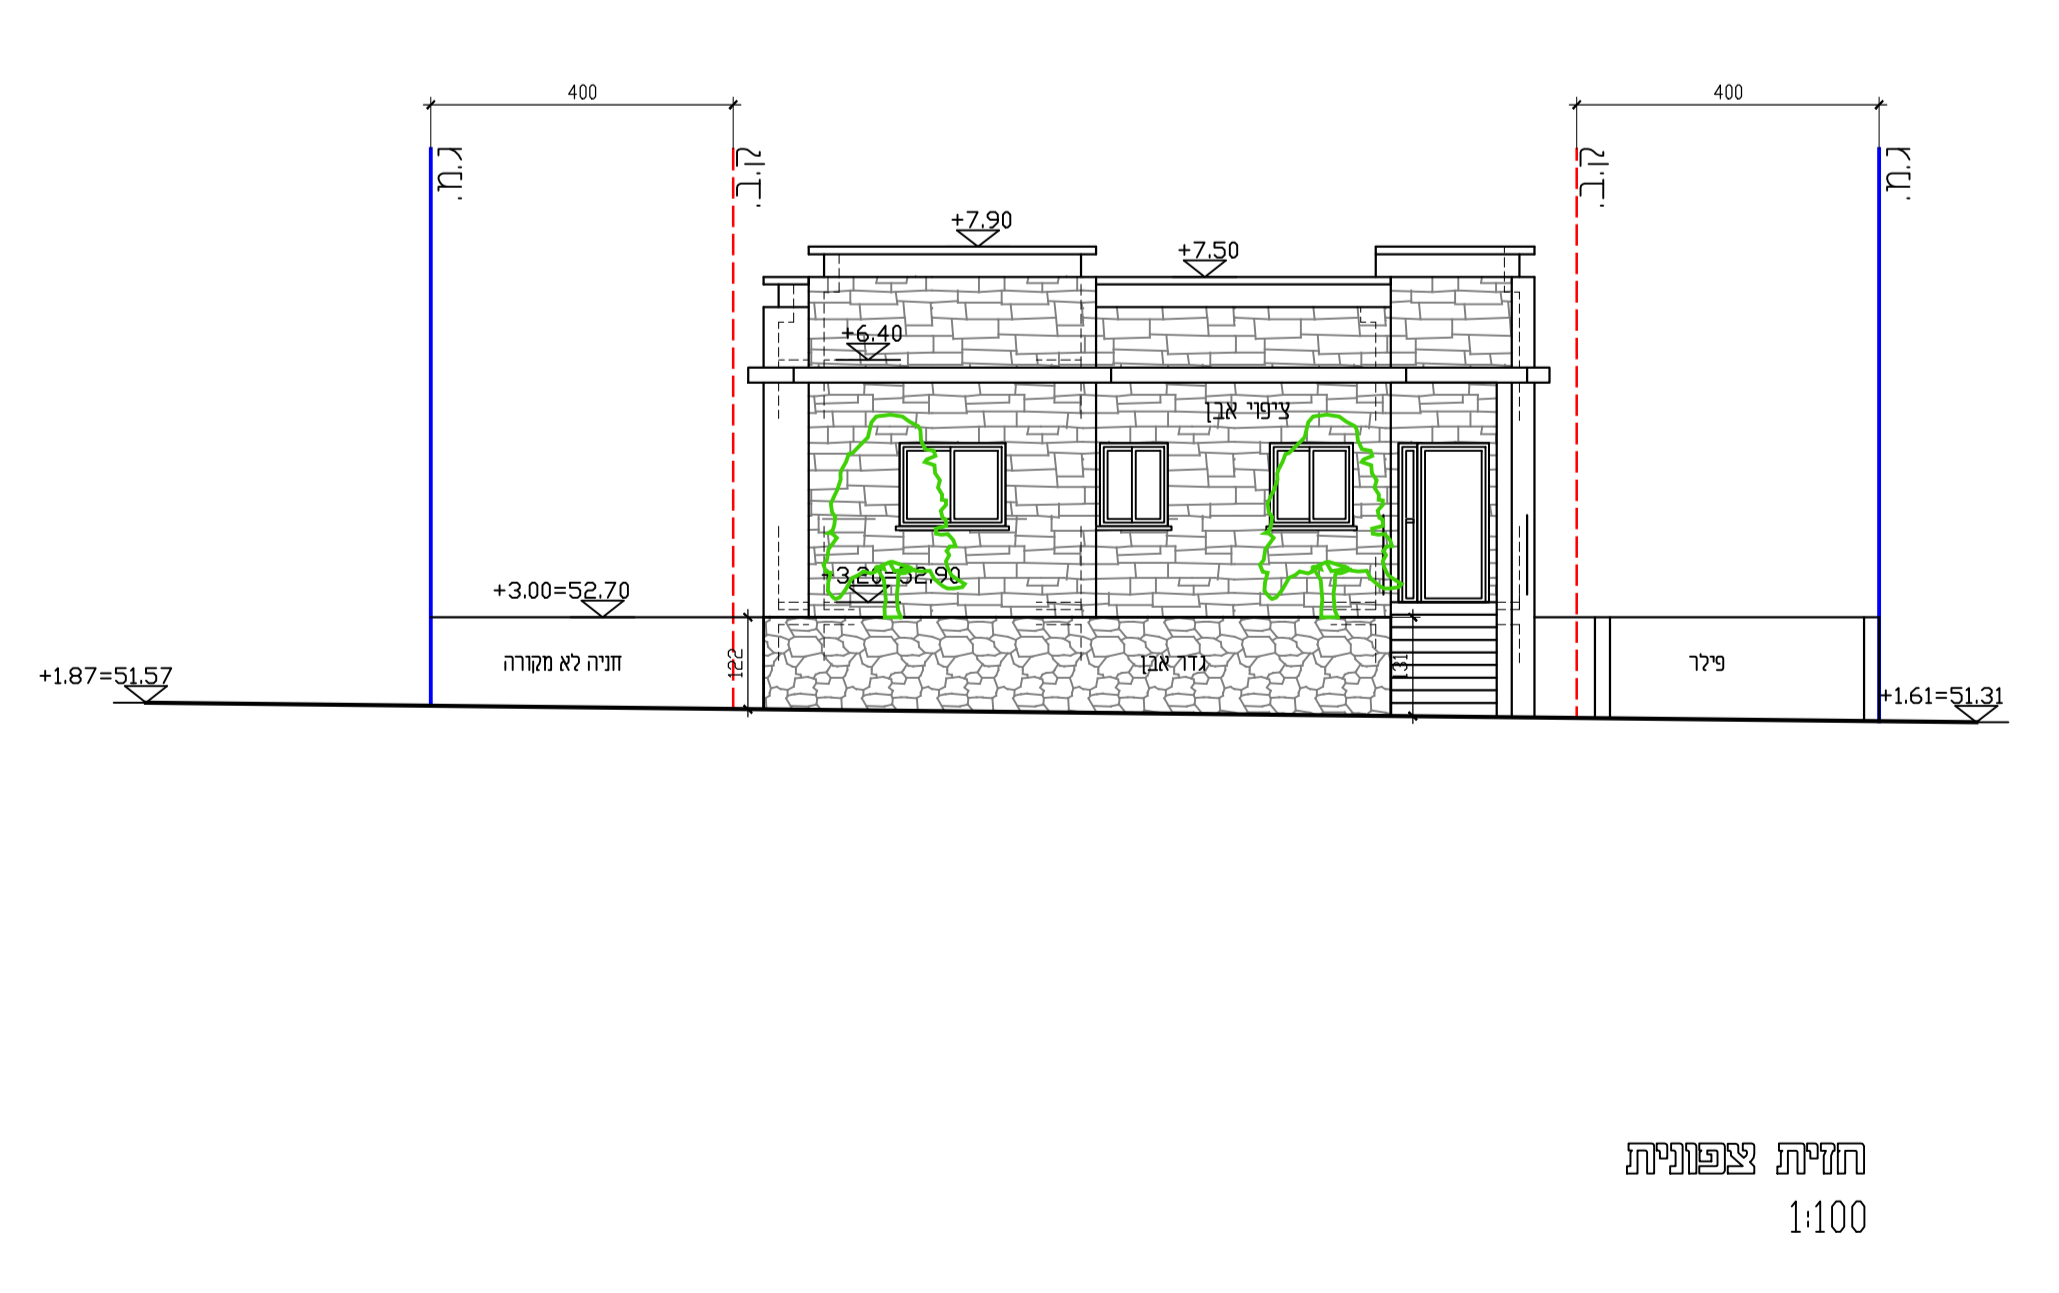 400
400
ג.מ.
ק.ב.
ק.ב.
ג.מ.
+7.90
+7.50
+6.40
ציפוי אבן
+3.20=52.90
+3.00=52.70
122
חניה לא מקורה
גדר אבן
131
פילר
+1.87=51.57
+1.61=51.31
חזית צפונית
1:100